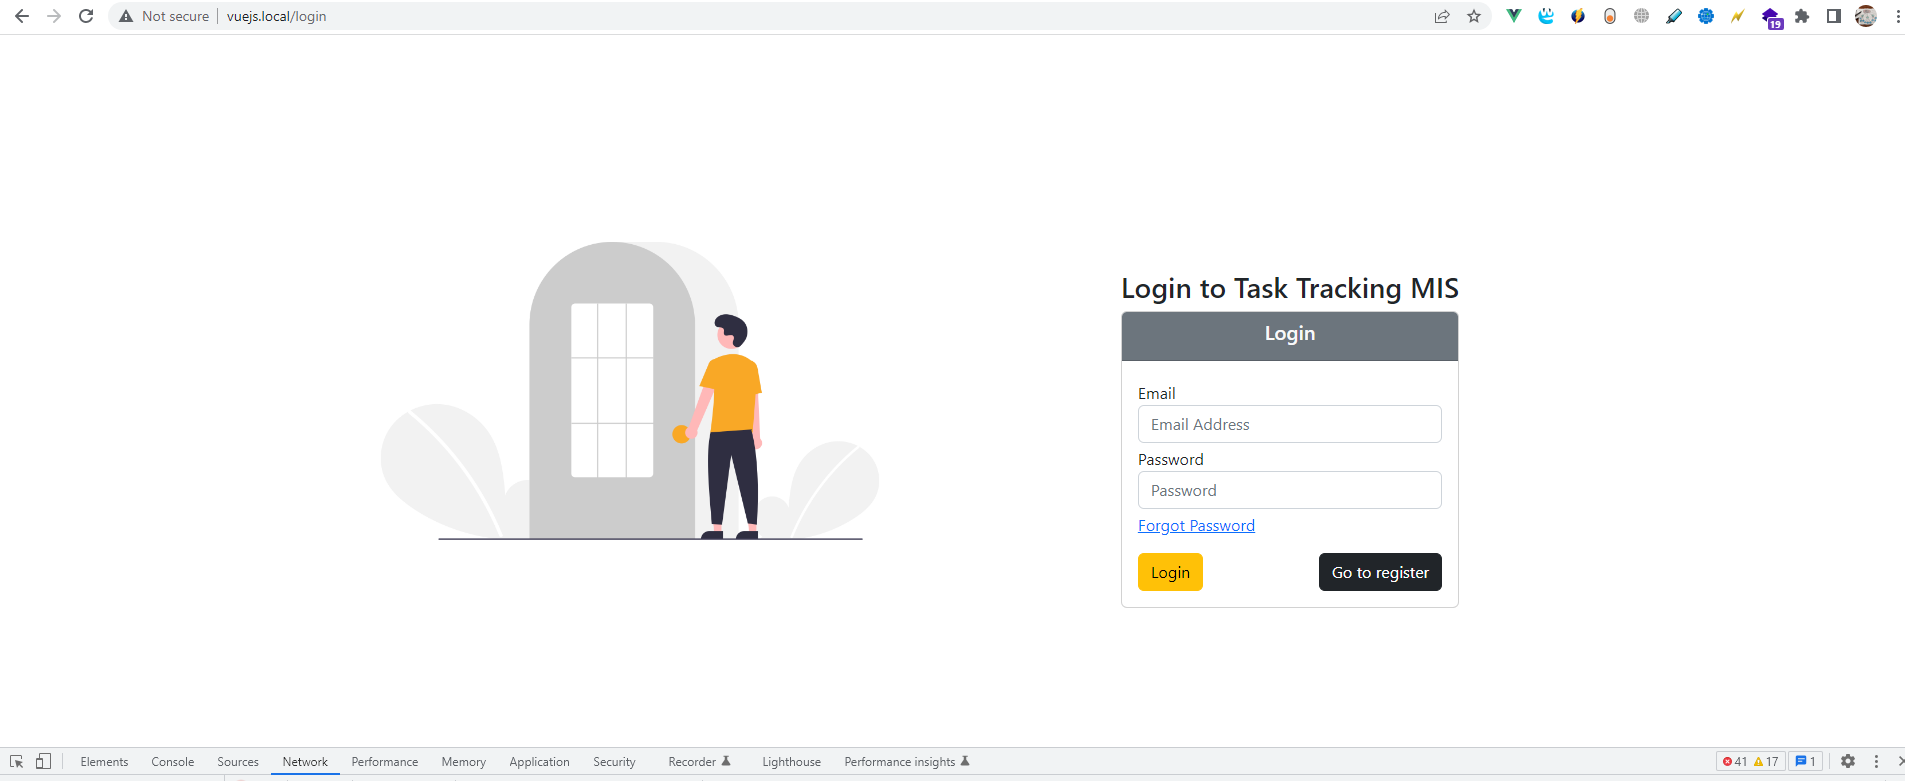 Not secure vuejs.local/login
19
Login to Task Tracking MIS
Login
Email
Email Address
Password
Password
Forgot Password
Login Go to register
Elements Console Sources Network Performance Memory Application Security Recorder Lighthouse Performance insights 41 17 1